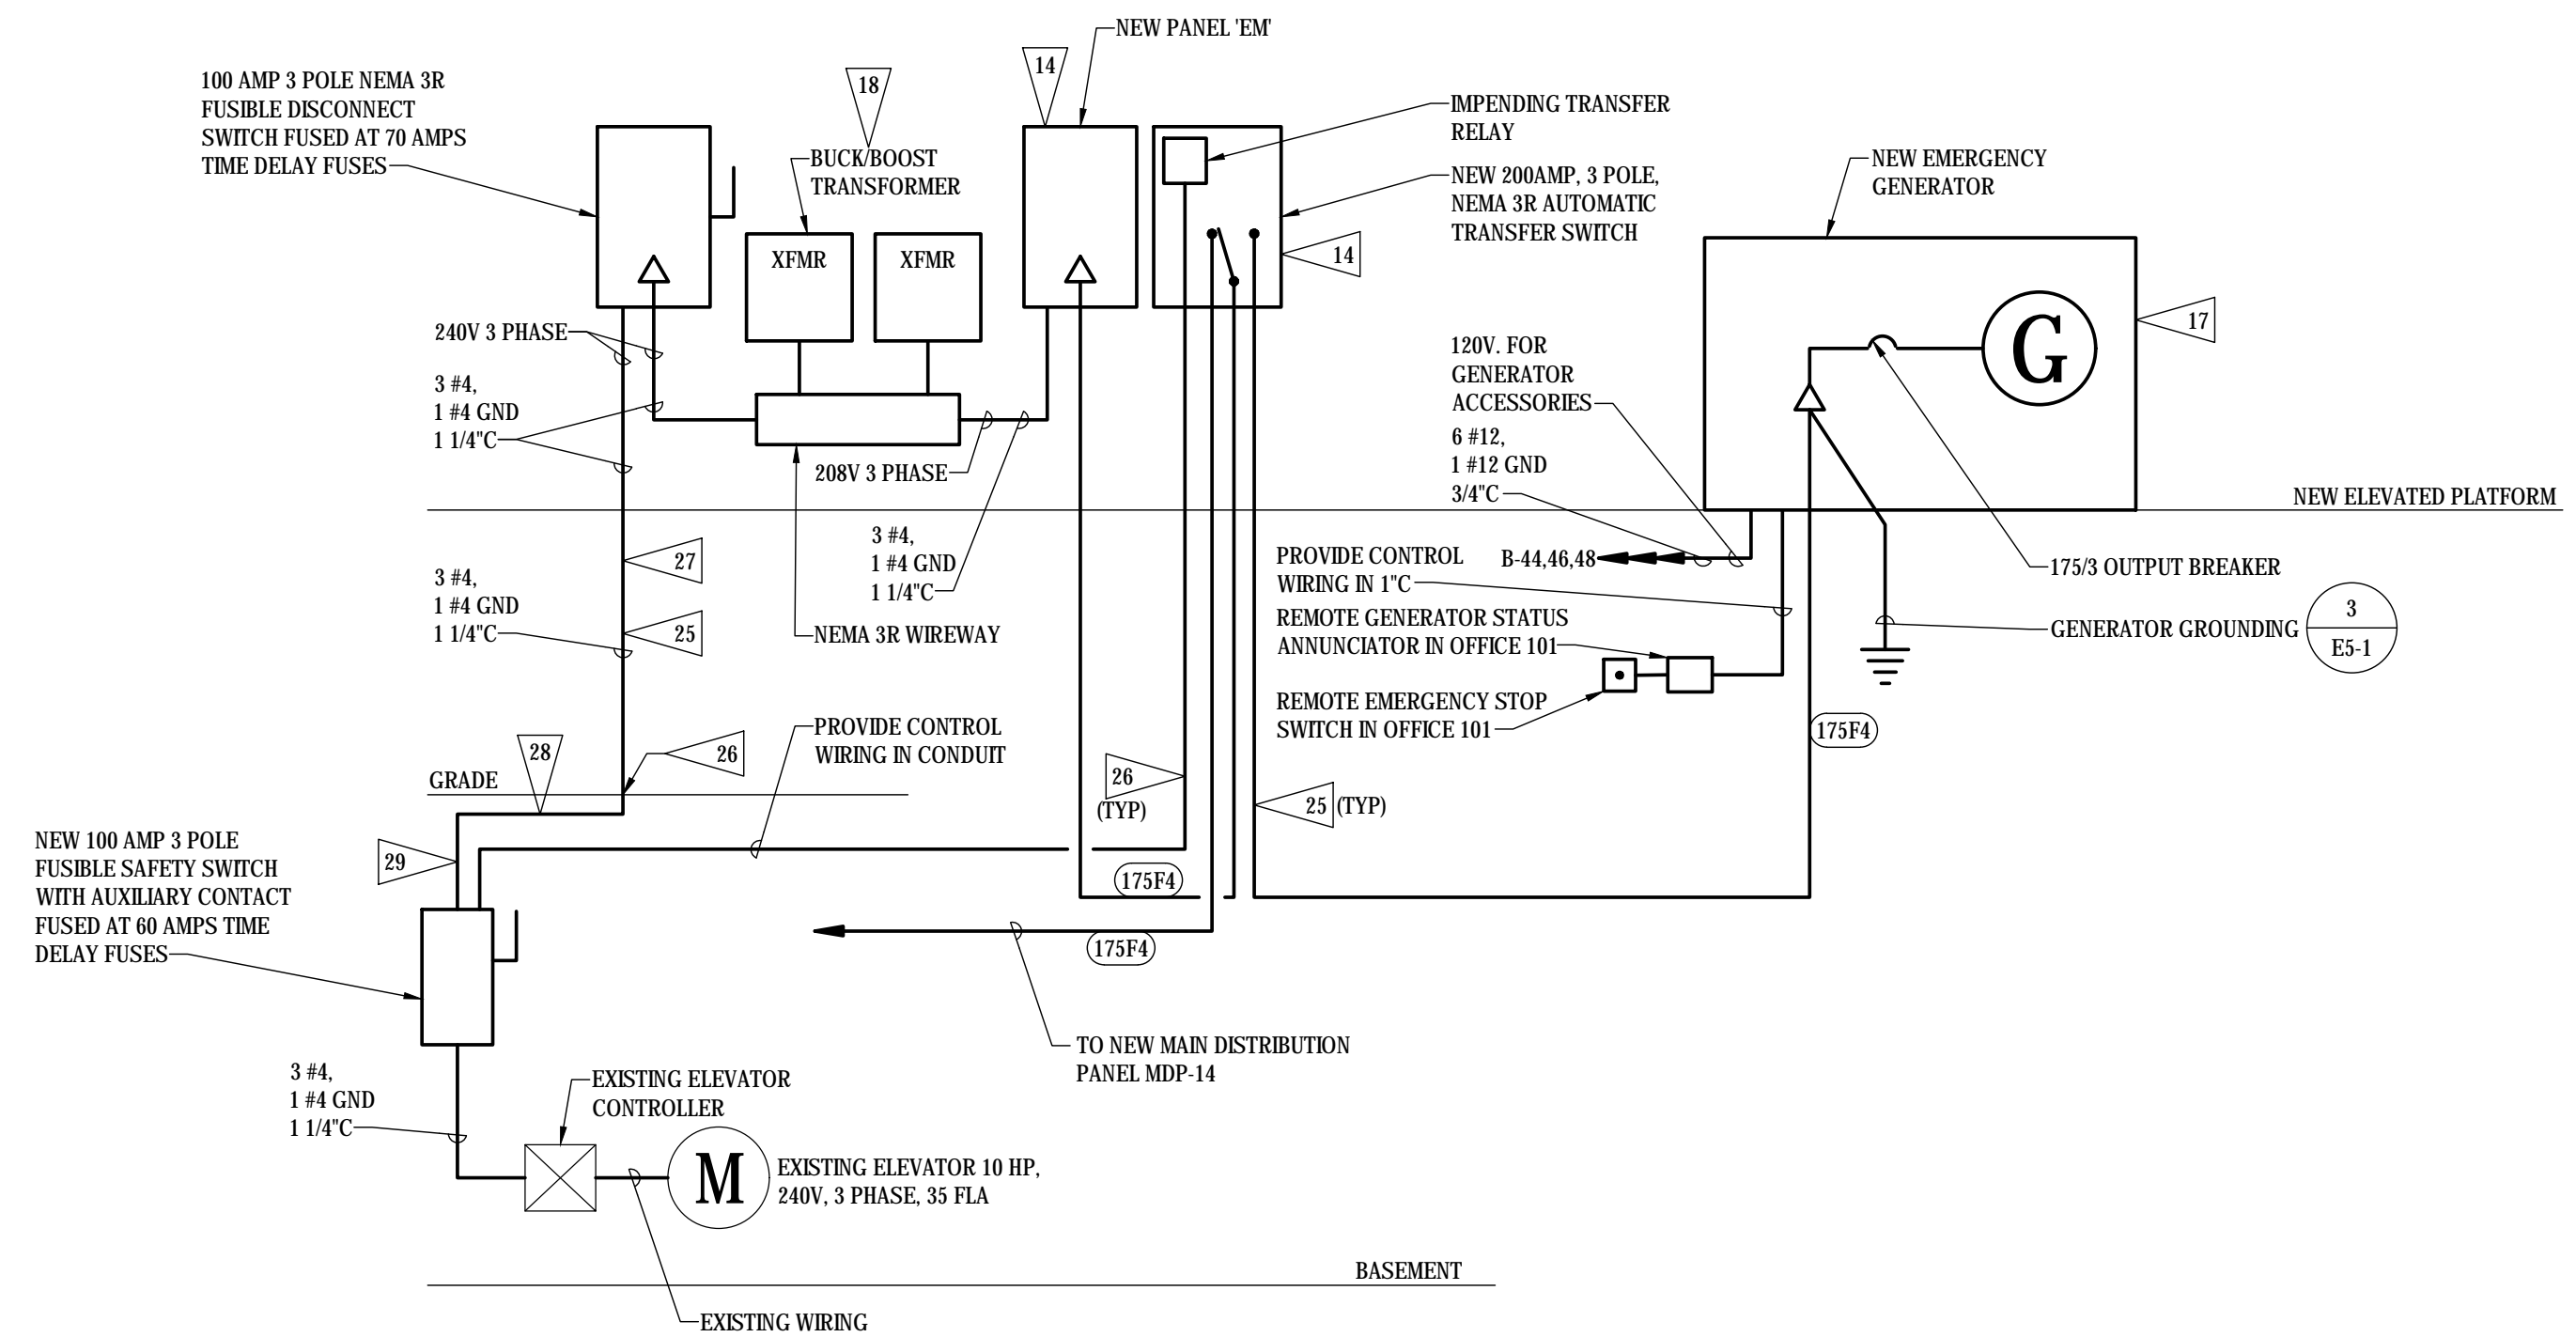 NEW PANEL 'EM'
100 AMP 3 POLE NEMA 3R
FUSIBLE DISCONNECT
SWITCH FUSED AT 70 AMPS
TIME DELAY FUSES
18
14
BUCK/BOOST
TRANSFORMER
XFMR
XFMR
IMPENDING TRANSFER
RELAY
NEW 200AMP, 3 POLE,
NEMA 3R AUTOMATIC
TRANSFER SWITCH
14
NEW EMERGENCY
GENERATOR
G
17
240V 3 PHASE
3 #4,
1 #4 GND
1 1/4"C
208V 3 PHASE
120V. FOR
GENERATOR
ACCESSORIES
6 #12,
1 #12 GND
3/4"C
NEW ELEVATED PLATFORM
3 #4,
1 #4 GND
1 1/4"C
27
25
3 #4,
1 #4 GND
1 1/4"C
NEMA 3R WIREWAY
PROVIDE CONTROL
WIRING IN 1"C
B-44,46,48
REMOTE GENERATOR STATUS
ANNUNCIATOR IN OFFICE 101
REMOTE EMERGENCY STOP
SWITCH IN OFFICE 101
175/3 OUTPUT BREAKER
GENERATOR GROUNDING
3
E5-1
175F4
28
26
PROVIDE CONTROL
WIRING IN CONDUIT
26
(TYP)
25 (TYP)
GRADE
NEW 100 AMP 3 POLE
FUSIBLE SAFETY SWITCH
WITH AUXILIARY CONTACT
FUSED AT 60 AMPS TIME
DELAY FUSES
29
175F4
175F4
TO NEW MAIN DISTRIBUTION
PANEL MDP-14
3 #4,
1 #4 GND
1 1/4"C
EXISTING ELEVATOR
CONTROLLER
M
EXISTING ELEVATOR 10 HP,
240V, 3 PHASE, 35 FLA
BASEMENT
EXISTING WIRING